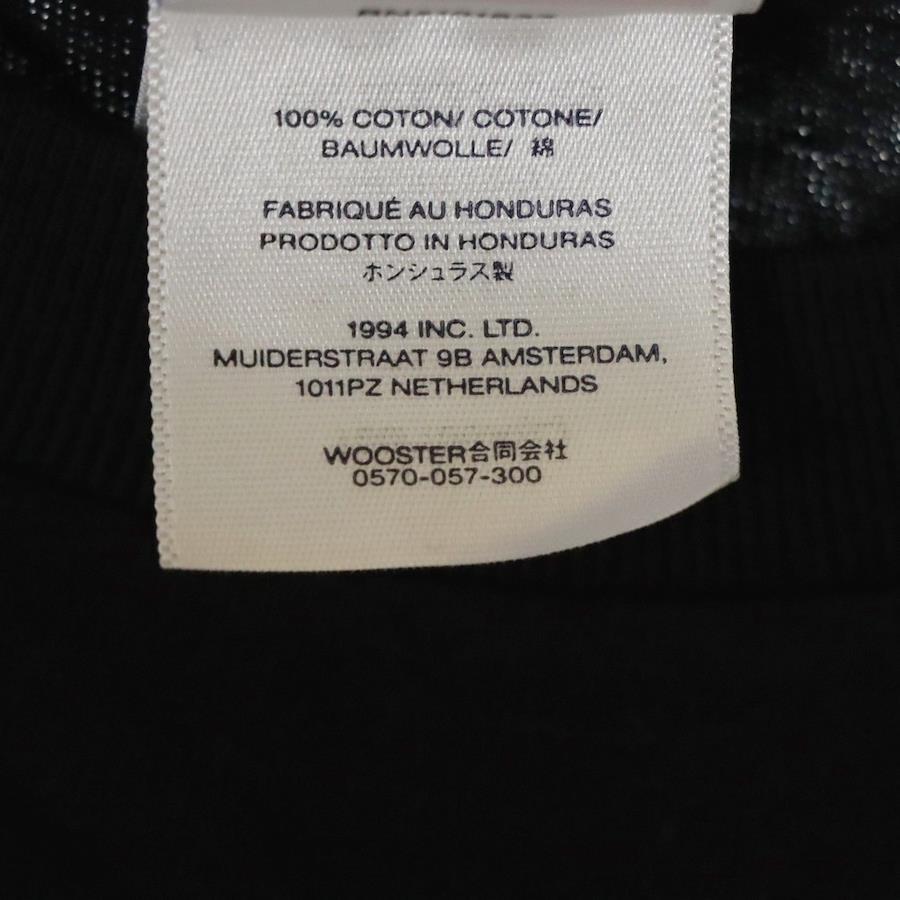 100% COTON/ COTONE/
BAUMWOLLE/ 綿
FABRIQUÉ AU HONDURAS
PRODOTTO IN HONDURAS
ホンシュラス製
1994 INC. LTD.
MUIDERSTRAAT 9B AMSTERDAM,
1011PZ NETHERLANDS
WOOSTER合同会社
0570-057-300